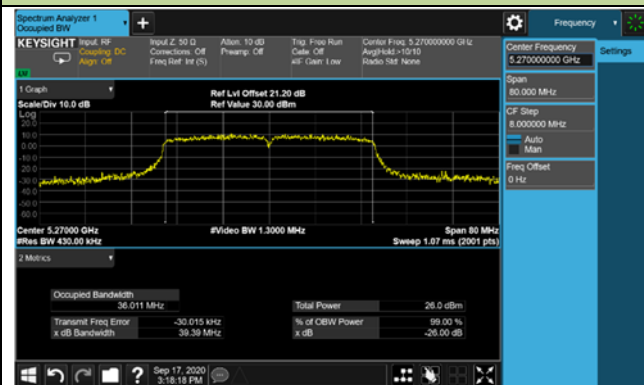 Spectrum Analyzer 1
Occupied BW
Frequency
KEYSIGHT
Input: RF
Coupling: DC
Align: Off
Input Z: 50 Ω
Corrections: Off
Freq Ref: Int (S)
Atten: 10 dB
Preamp: Off
Trig: Free Run
Gate: Off
#IF Gain: Low
Center Freq: 5.270000000 GHz
Avg|Hold:>10/10
Radio Std: None
Center Frequency
5.270000000 GHz
Settings
Span
80.000 MHz
CF Step
8.000000 MHz
Auto
Man
Freq Offset
0 Hz
1 Graph
Scale/Div 10.0 dB
Ref Lvl Offset 21.20 dB
Ref Value 30.00 dBm
Log
20.0
10.0
0.00
-10.0
-20.0
-30.0
-40.0
-50.0
-60.0
Center 5.27000 GHz
#Res BW 430.00 kHz
#Video BW 1.3000 MHz
Span 80 MHz
Sweep 1.07 ms (2001 pts)
2 Metrics
Occupied Bandwidth
36.011 MHz
Total Power 26.0 dBm
Transmit Freq Error -30.015 kHz
% of OBW Power 99.00 %
x dB Bandwidth 39.39 MHz
x dB -26.00 dB
?
Sep 17, 2020
3:18:18 PM